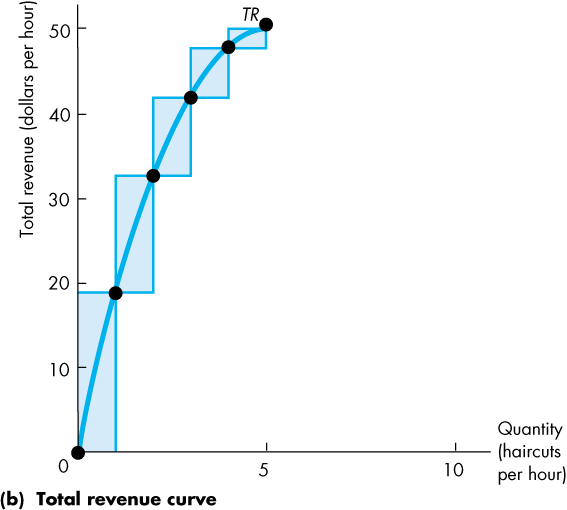 TR
50
40
30
20
10
0
5
10
Total revenue (dollars per hour)
Quantity
(haircuts
per hour)
(b) Total revenue curve